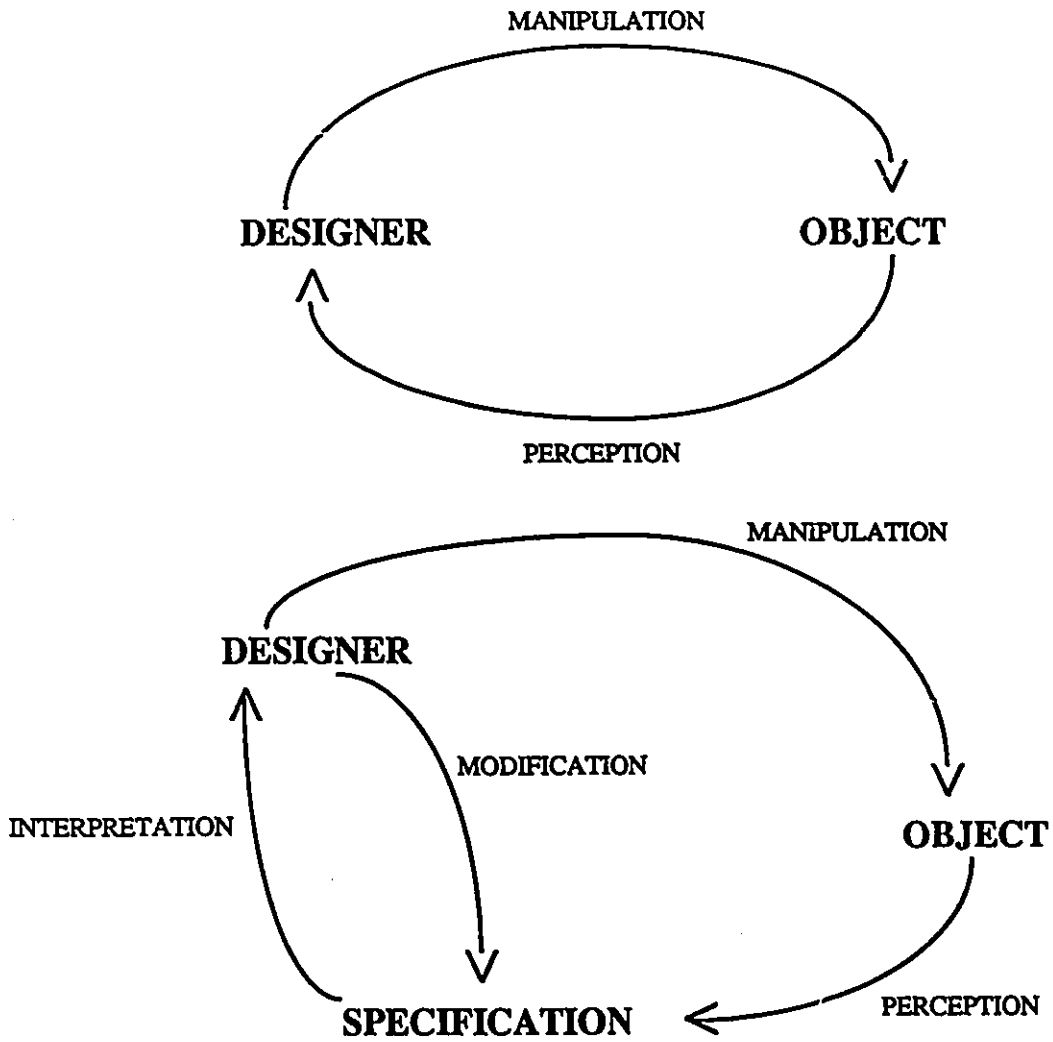 MANIPULATION
DESIGNER
OBJECT
PERCEPTION
MANIPULATION
DESIGNER
MODIFICATION
INTERPRETATION
OBJECT
PERCEPTION
SPECIFICATION